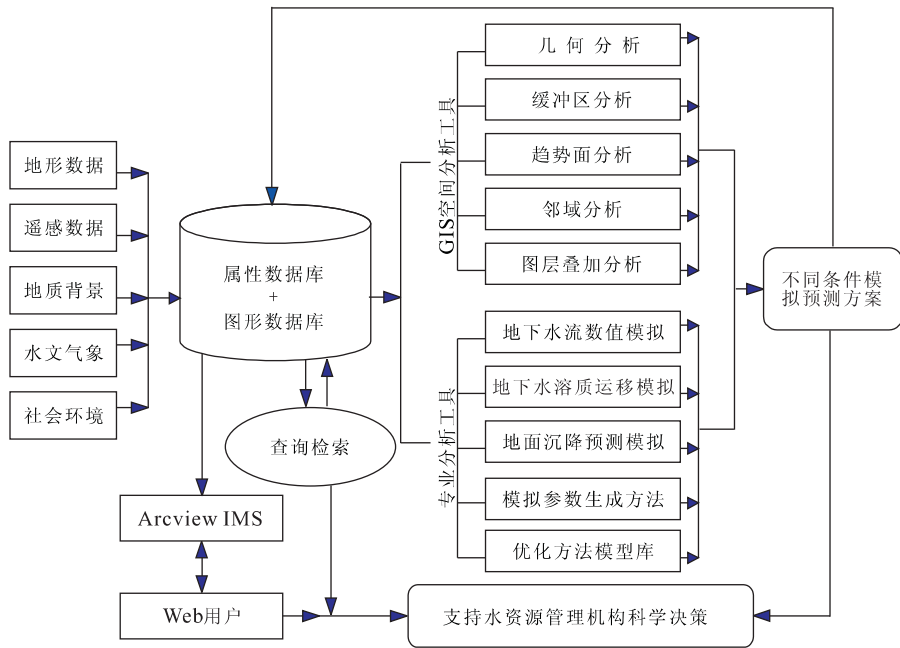 地形数据
遥感数据
地质背景
水文气象
社会环境
属性数据库
+
图形数据库
查询检索
Arcview IMS
Web用户
GIS空间分析工具
几何分析
缓冲区分析
趋势面分析
邻域分析
图层叠加分析
专业分析工具
地下水流数值模拟
地下水溶质运移模拟
地面沉降预测模拟
模拟参数生成方法
优化方法模型库
不同条件模
拟预测方案
支持水资源管理机构科学决策